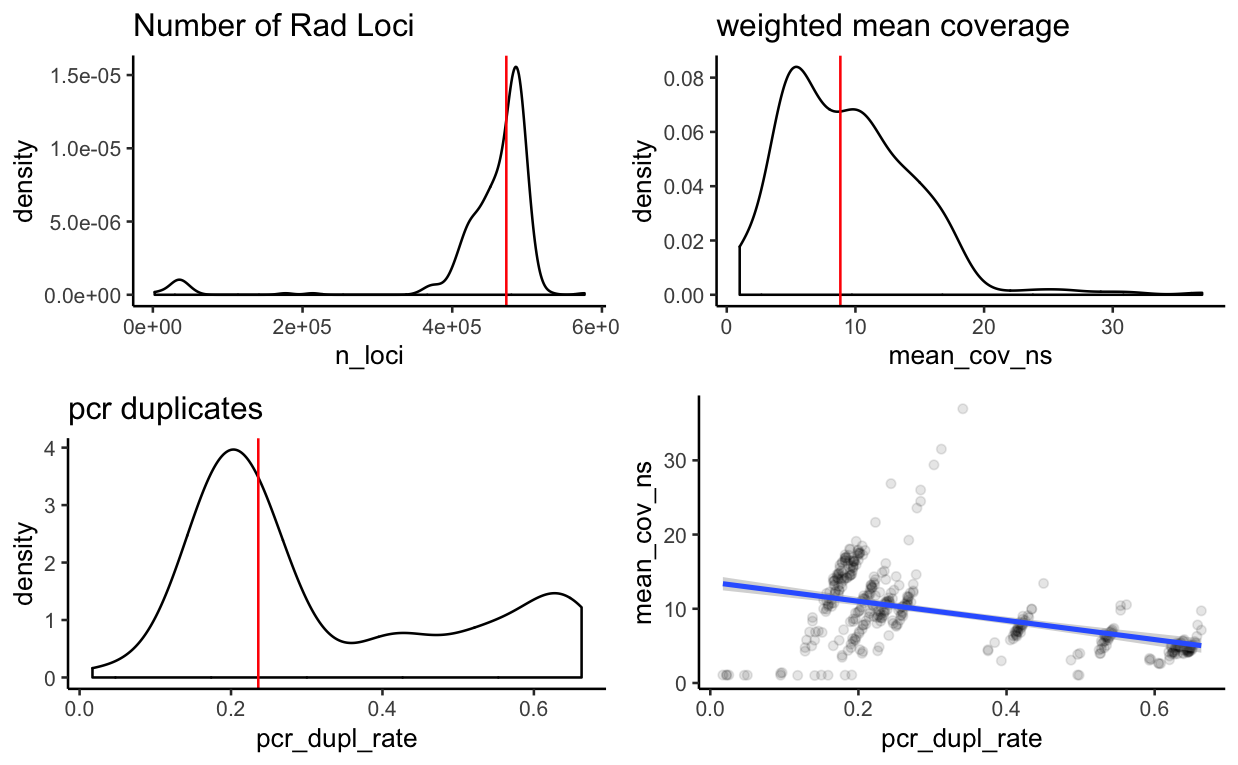 Number of Rad Loci
density
1.5e-05
1.0e-05
5.0e-06
0.0e+00
0e+00 2e+05 4e+05 6e+0
n_loci
weighted mean coverage
density
0.08
0.06
0.04
0.02
0.00
0 10 20 30
mean_cov_ns
pcr duplicates
density
4
3
2
1
0
0.0 0.2 0.4 0.6
pcr_dupl_rate
mean_cov_ns
30
20
10
0
0.0 0.2 0.4 0.6
pcr_dupl_rate